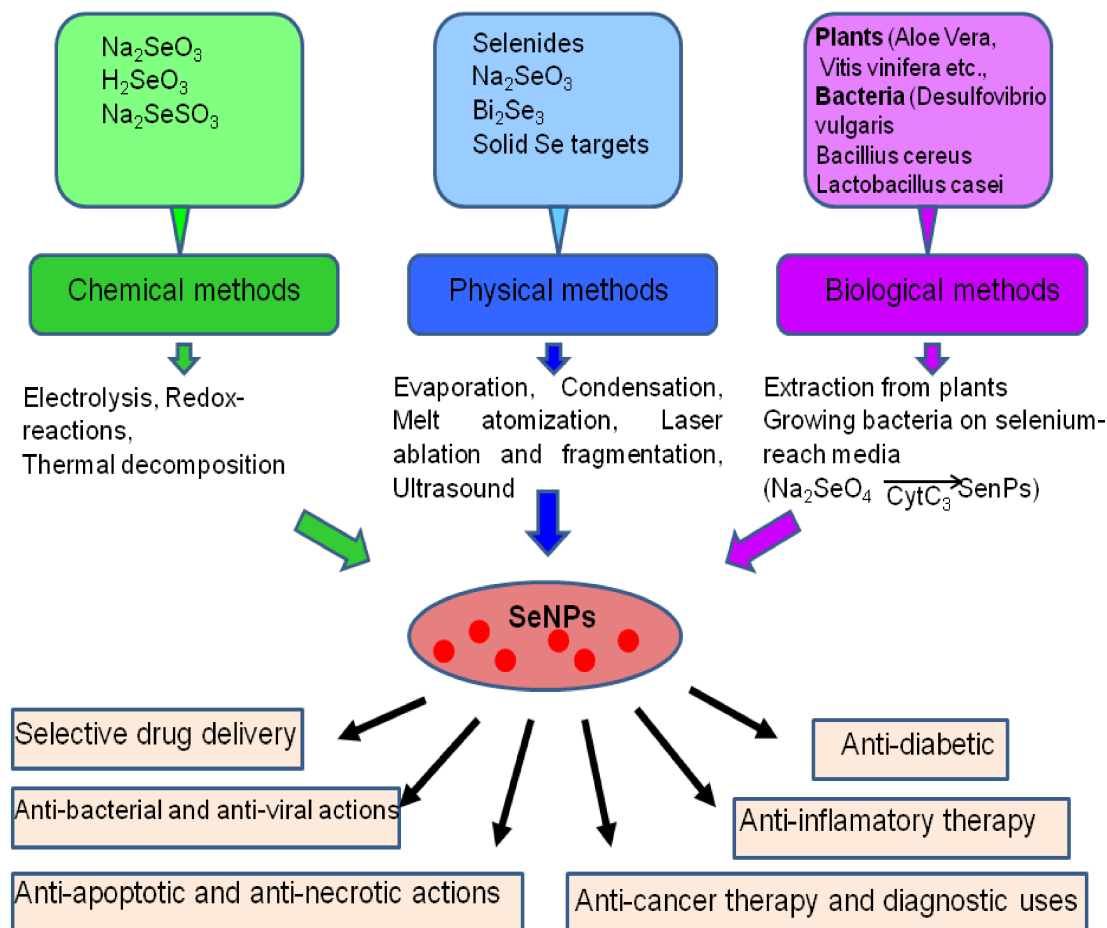 Na₂SeO₃
H₂SeO₃
Na₂SeSO₃
Selenides
Na₂SeO₃
Bi₂Se₃
Solid Se targets
Plants (Aloe Vera,
Vitis vinifera etc.,
Bacteria (Desulfovibrio
vulgaris
Bacillius cereus
Lactobacillus casei
Chemical methods
Physical methods
Biological methods
Electrolysis, Redox-
reactions,
Thermal decomposition
Evaporation, Condensation,
Melt atomization, Laser
ablation and fragmentation,
Ultrasound
Extraction from plants
Growing bacteria on selenium-
reach media
(Na₂SeO₄ CytC₃ SenPs)
SeNPs
Selective drug delivery
Anti-diabetic
Anti-bacterial and anti-viral actions
Anti-inflamatory therapy
Anti-apoptotic and anti-necrotic actions
Anti-cancer therapy and diagnostic uses